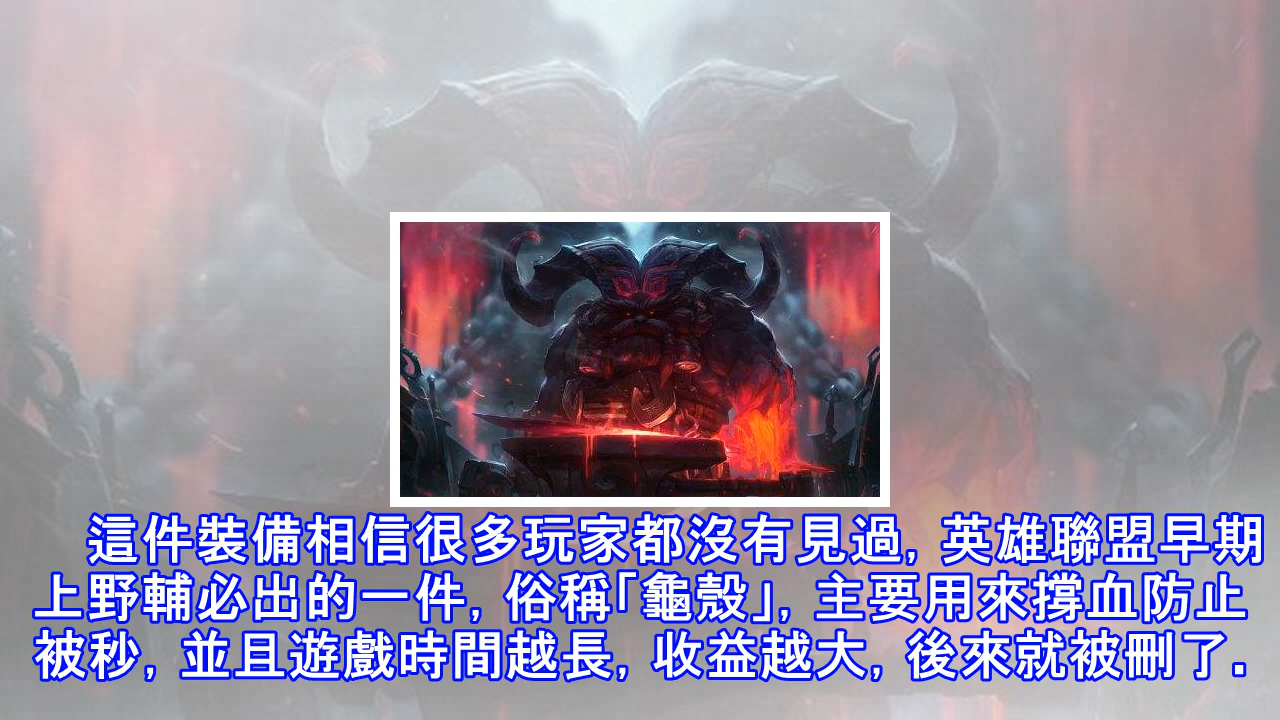 這件裝備相信很多玩家都沒有見過, 英雄聯盟早期
上野輔必出的一件, 俗稱「龜殼」, 主要用來撐血防止
被秒, 並且遊戲時間越長, 收益越大, 後來就被刪了.